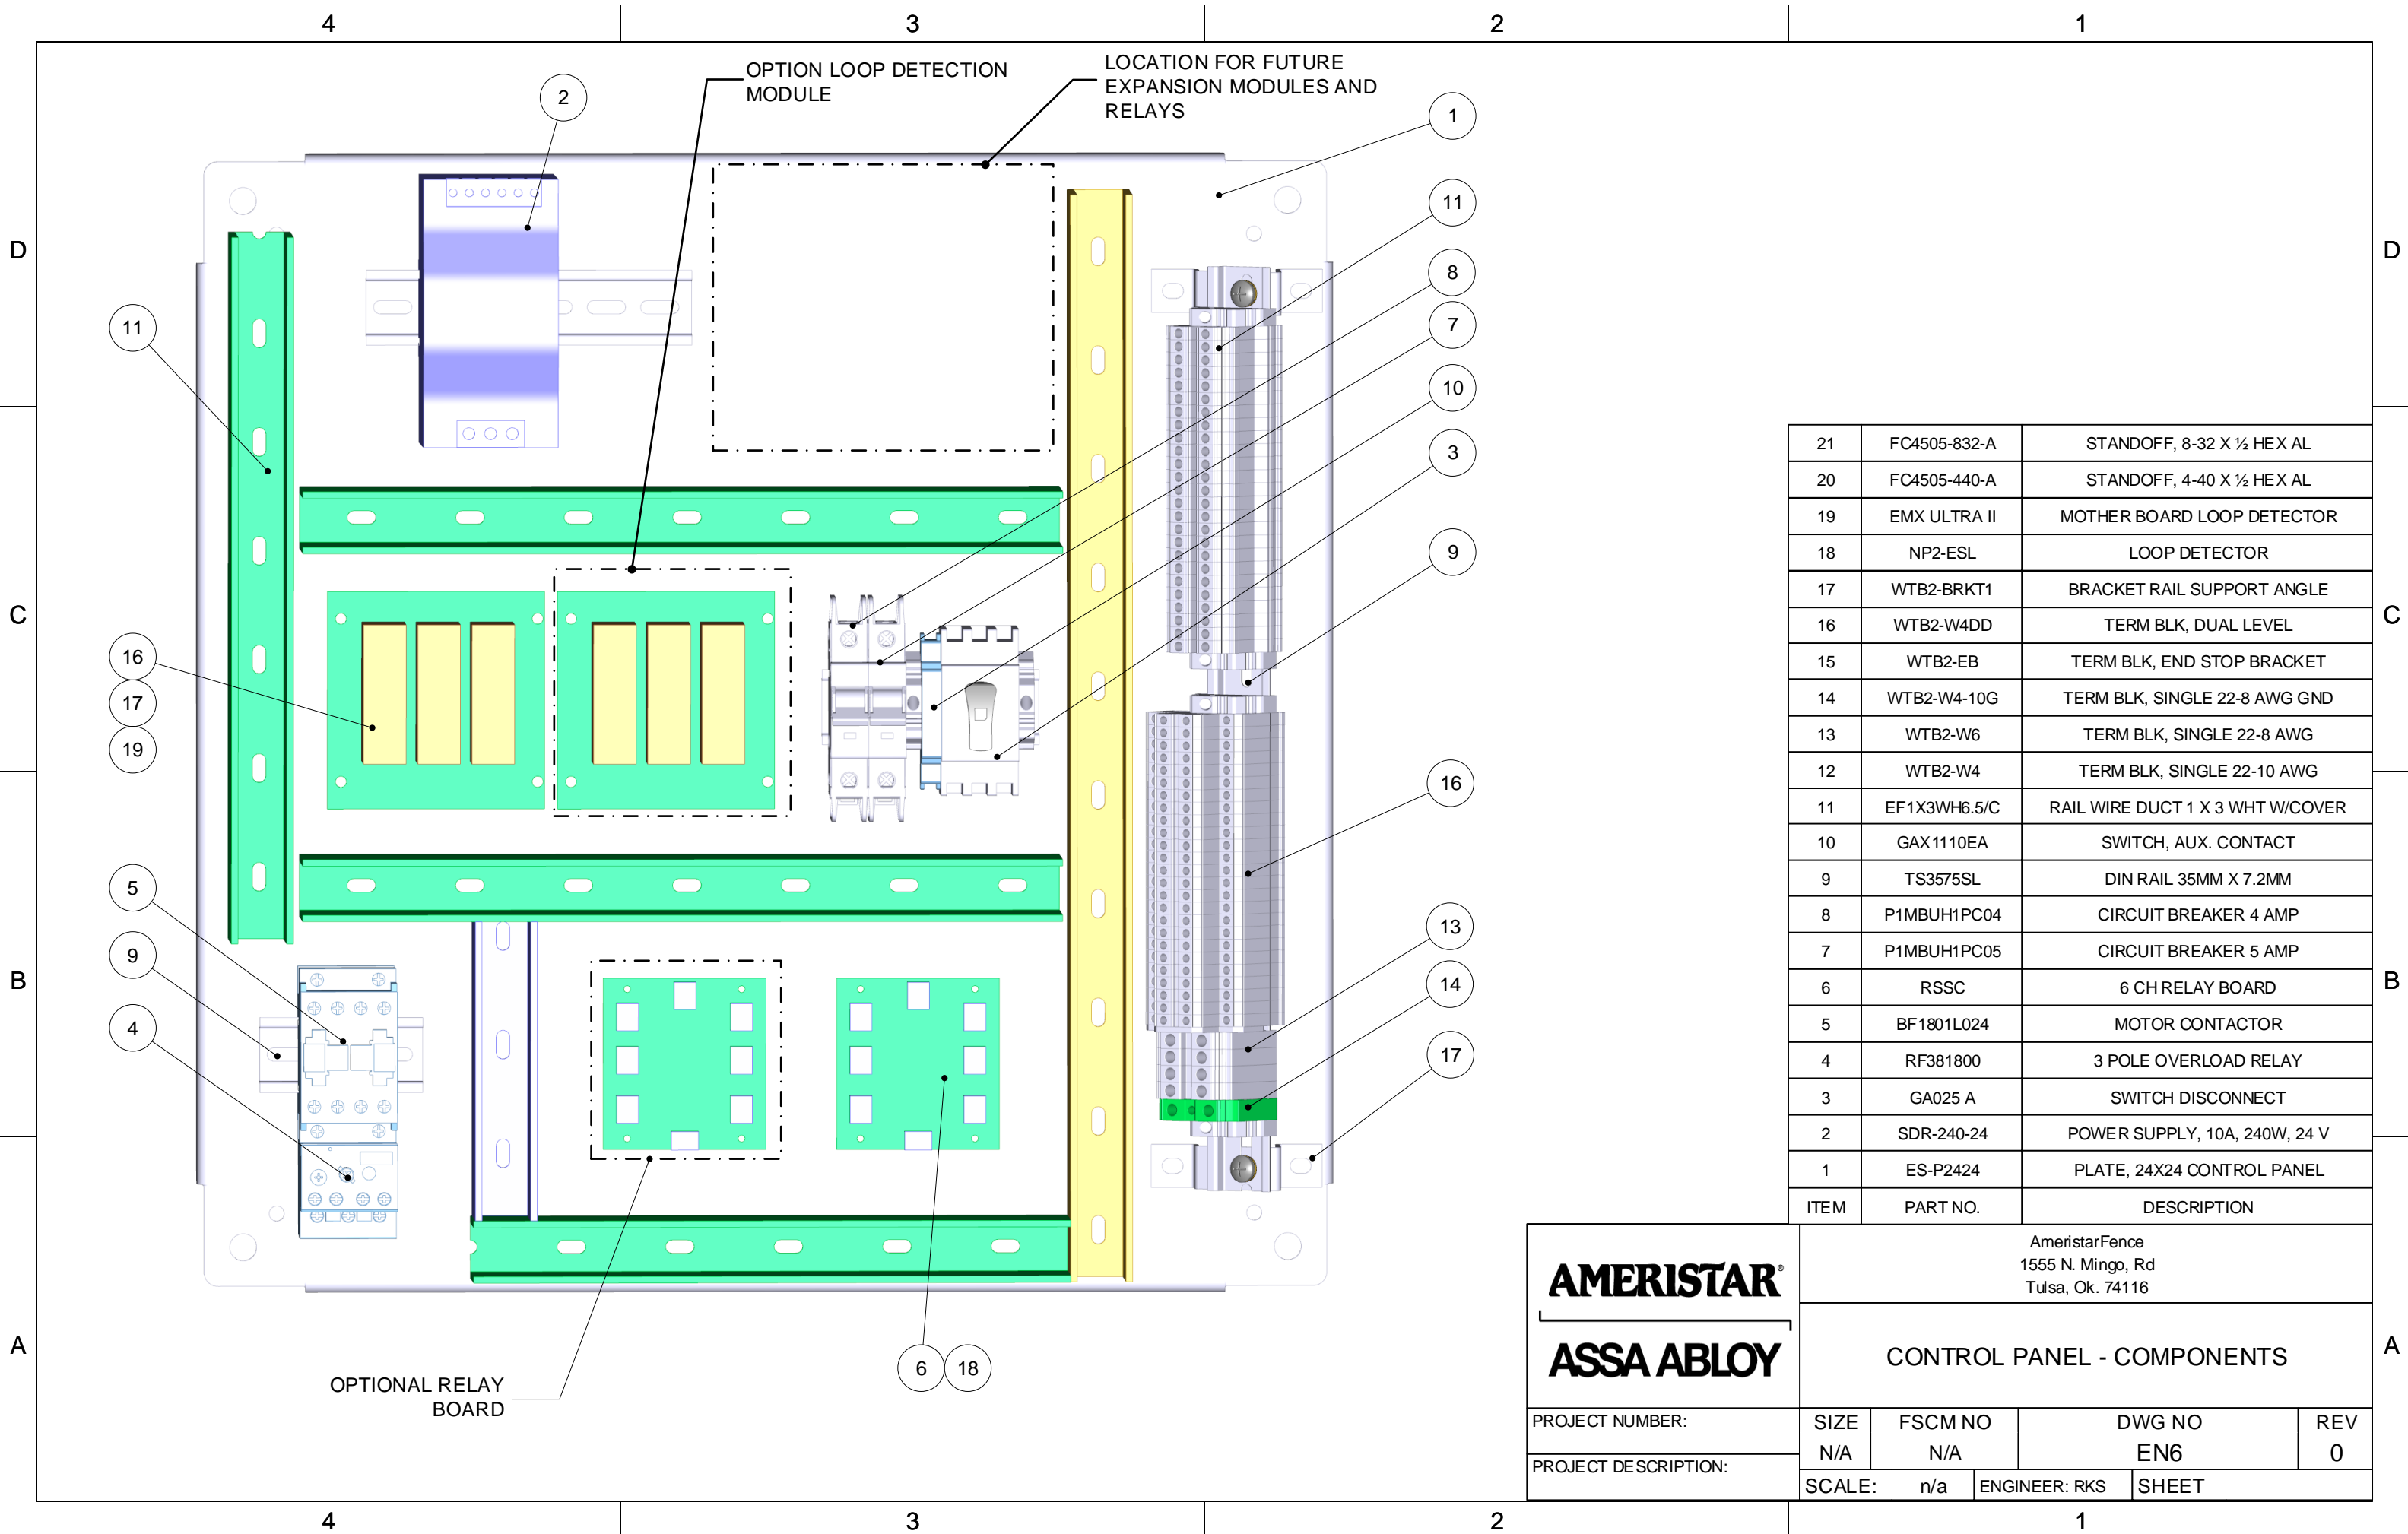 4 3 2 1
OPTION LOOP DETECTION
MODULE
LOCATION FOR FUTURE
EXPANSION MODULES AND
RELAYS
2
1
11
8
7
10
3
9
16
13
14
17
11
16
17
19
5
9
4
6 18
OPTIONAL RELAY
BOARD
D
C
B
A
D
C
B
A
21 FC4505-832-A STANDOFF, 8-32 X ½ HEX AL
20 FC4505-440-A STANDOFF, 4-40 X ½ HEX AL
19 EMX ULTRA II MOTHER BOARD LOOP DETECTOR
18 NP2-ESL LOOP DETECTOR
17 WTB2-BRKT1 BRACKET RAIL SUPPORT ANGLE
16 WTB2-W4DD TERM BLK, DUAL LEVEL
15 WTB2-EB TERM BLK, END STOP BRACKET
14 WTB2-W4-10G TERM BLK, SINGLE 22-8 AWG GND
13 WTB2-W6 TERM BLK, SINGLE 22-8 AWG
12 WTB2-W4 TERM BLK, SINGLE 22-10 AWG
11 EF1X3WH6.5/C RAIL WIRE DUCT 1 X 3 WHT W/COVER
10 GAX1110EA SWITCH, AUX. CONTACT
9 TS3575SL DIN RAIL 35MM X 7.2MM
8 P1MBUH1PC04 CIRCUIT BREAKER 4 AMP
7 P1MBUH1PC05 CIRCUIT BREAKER 5 AMP
6 RSSC 6 CH RELAY BOARD
5 BF1801L024 MOTOR CONTACTOR
4 RF381800 3 POLE OVERLOAD RELAY
3 GA025 A SWITCH DISCONNECT
2 SDR-240-24 POWER SUPPLY, 10A, 240W, 24 V
1 ES-P2424 PLATE, 24X24 CONTROL PANEL
ITEM PART NO. DESCRIPTION
AMERISTAR®
ASSA ABLOY
AmeristarFence
1555 N. Mingo, Rd
Tulsa, Ok. 74116
CONTROL PANEL - COMPONENTS
PROJECT NUMBER:
PROJECT DESCRIPTION:
SIZE FSCM NO DWG NO REV
N/A N/A EN6 0
SCALE: n/a ENGINEER: RKS SHEET
4 3 2 1